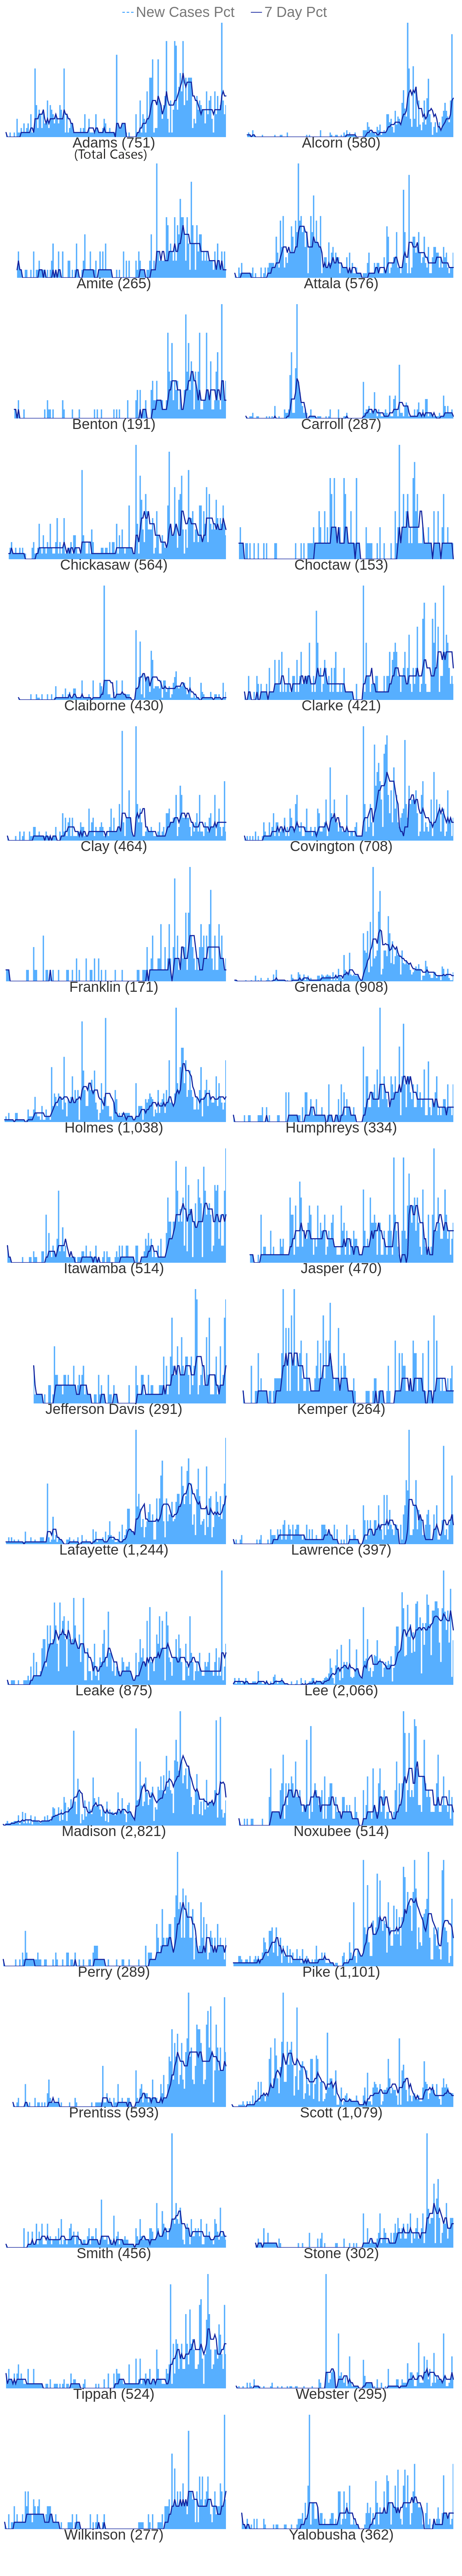 New Cases Pct 7 Day Pct
Adams (751) Alcorn (580)
(Total Cases)
Amite (265) Attala (576)
Benton (191) Carroll (287)
Chickasaw (564) Choctaw (153)
Claiborne (430) Clarke (421)
Clay (464) Covington (708)
Franklin (171) Grenada (908)
Holmes (1,038) Humphreys (334)
Itawamba (514) Jasper (470)
Jefferson Davis (291) Kemper (264)
Lafayette (1,244) Lawrence (397)
Leake (875) Lee (2,066)
Madison (2,821) Noxubee (514)
Perry (289) Pike (1,101)
Prentiss (593) Scott (1,079)
Smith (456) Stone (302)
Tippah (524) Webster (295)
Wilkinson (277) Yalobusha (362)